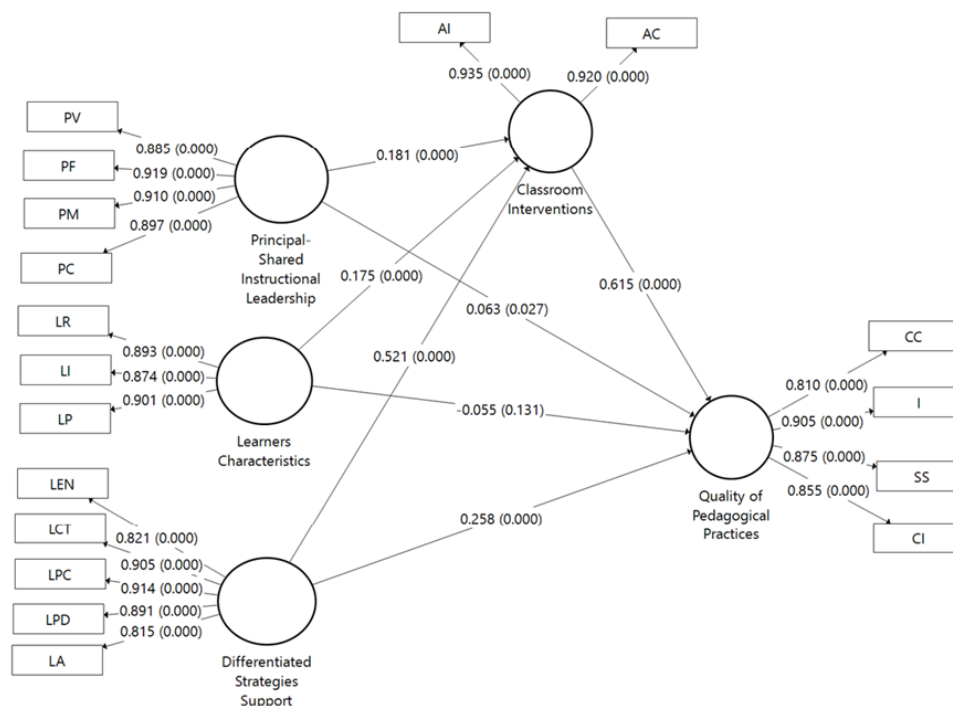 AI
AC
0.935 (0.000)
0.920 (0.000)
PV
PF
PM
PC
0.885 (0.000)
0.919 (0.000)
0.910 (0.000)
0.897 (0.000)
Principal-
Shared
Instructional
Leadership
0.181 (0.000)
Classroom
Interventions
0.175 (0.000)
0.063 (0.027)
0.615 (0.000)
LR
LI
LP
0.893 (0.000)
0.874 (0.000)
0.901 (0.000)
Learners
Characteristics
0.521 (0.000)
-0.055 (0.131)
CC
I
SS
CI
0.810 (0.000)
0.905 (0.000)
0.875 (0.000)
0.855 (0.000)
Quality of
Pedagogical
Practices
LEN
LCT
LPC
LPD
LA
0.821 (0.000)
0.905 (0.000)
0.914 (0.000)
0.891 (0.000)
0.815 (0.000)
0.258 (0.000)
Differentiated
Strategies
Support